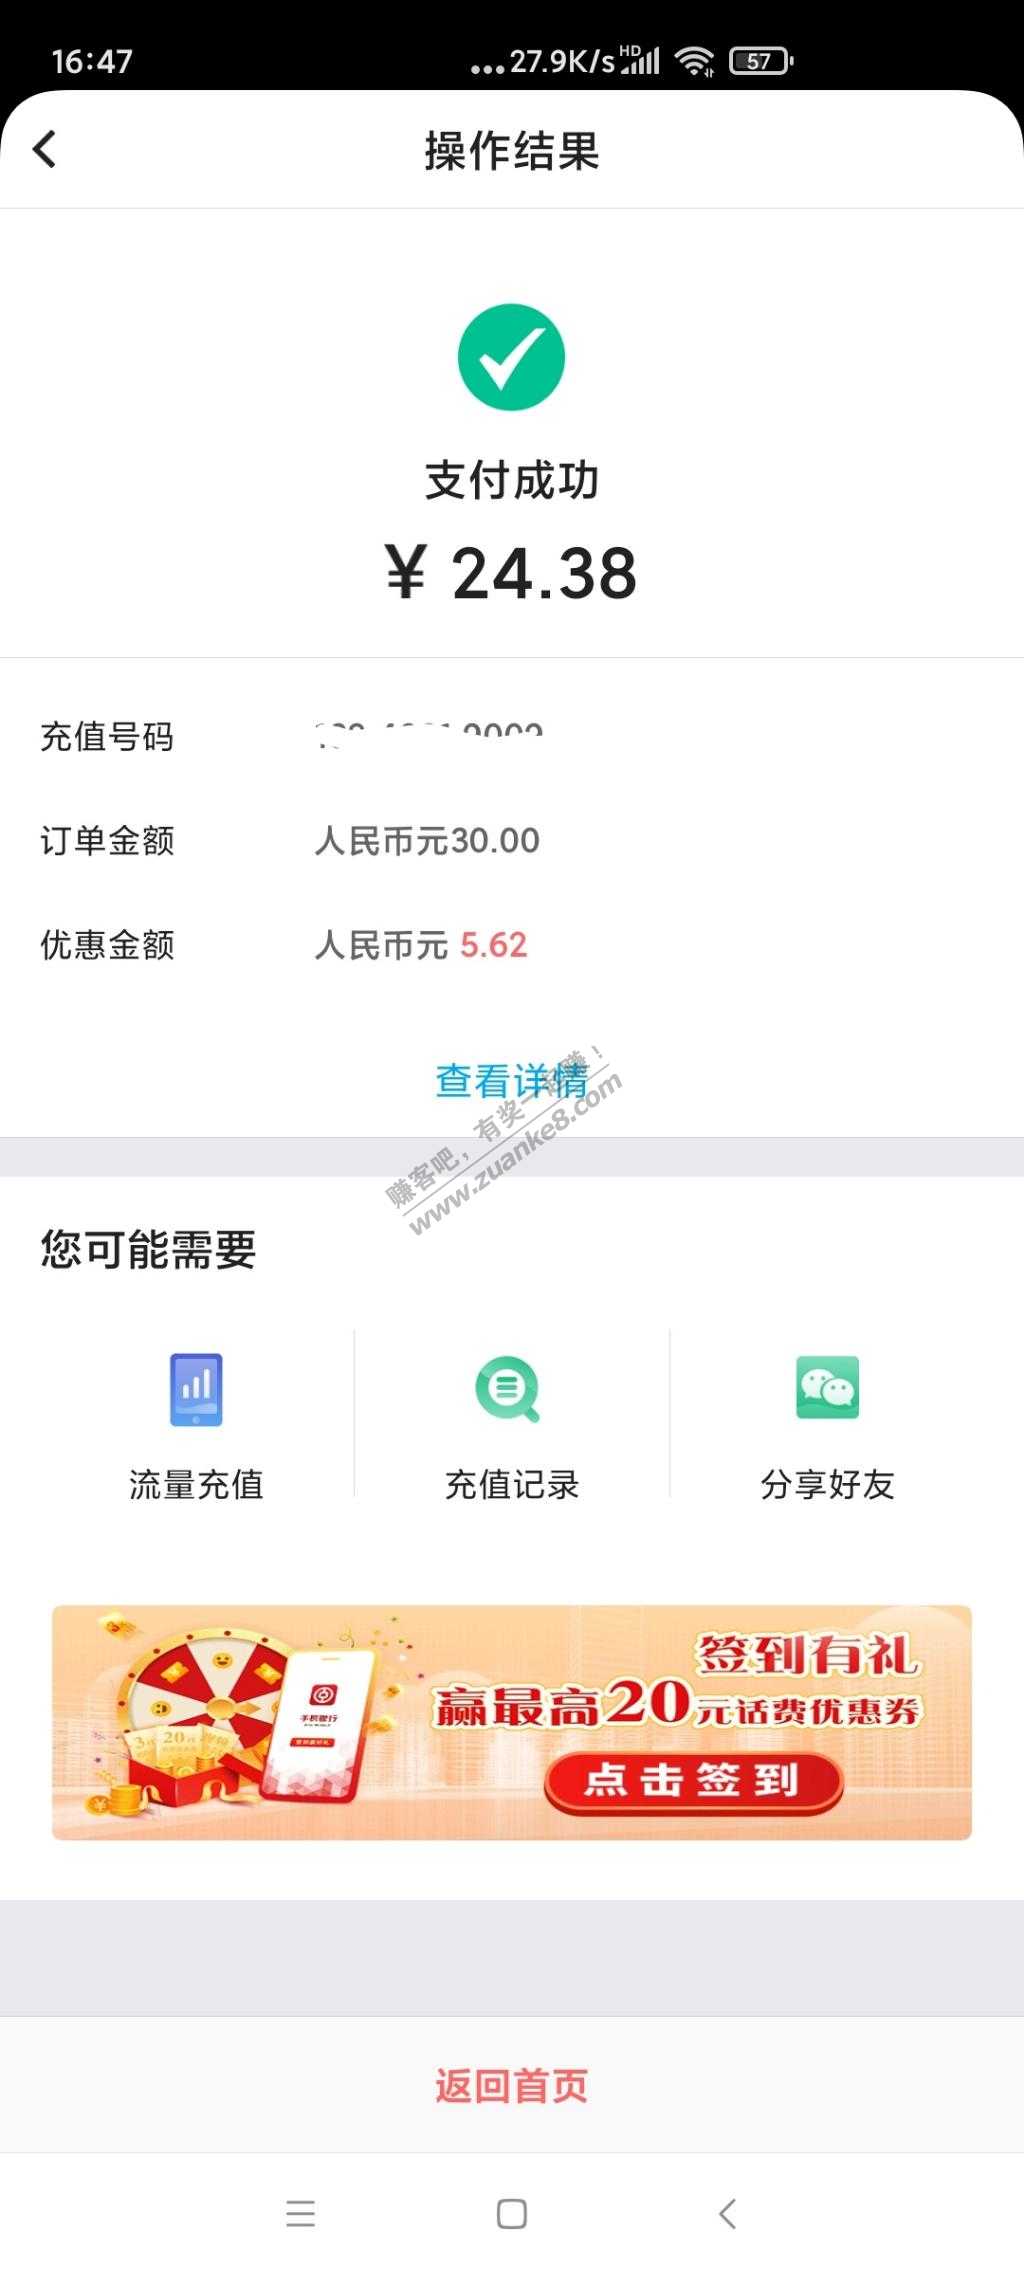 16:47
...27.9K/s HD 57
操作结果
支付成功
¥ 24.38
充值号码
订单金额 人民币元30.00
优惠金额 人民币元 5.62
查看详情
赚客吧，有奖一起赚！
www.zuanke8.com
您可能需要
流量充值 充值记录 分享好友
签到有礼
赢最高20元话费优惠券
手机银行
点击签到
返回首页